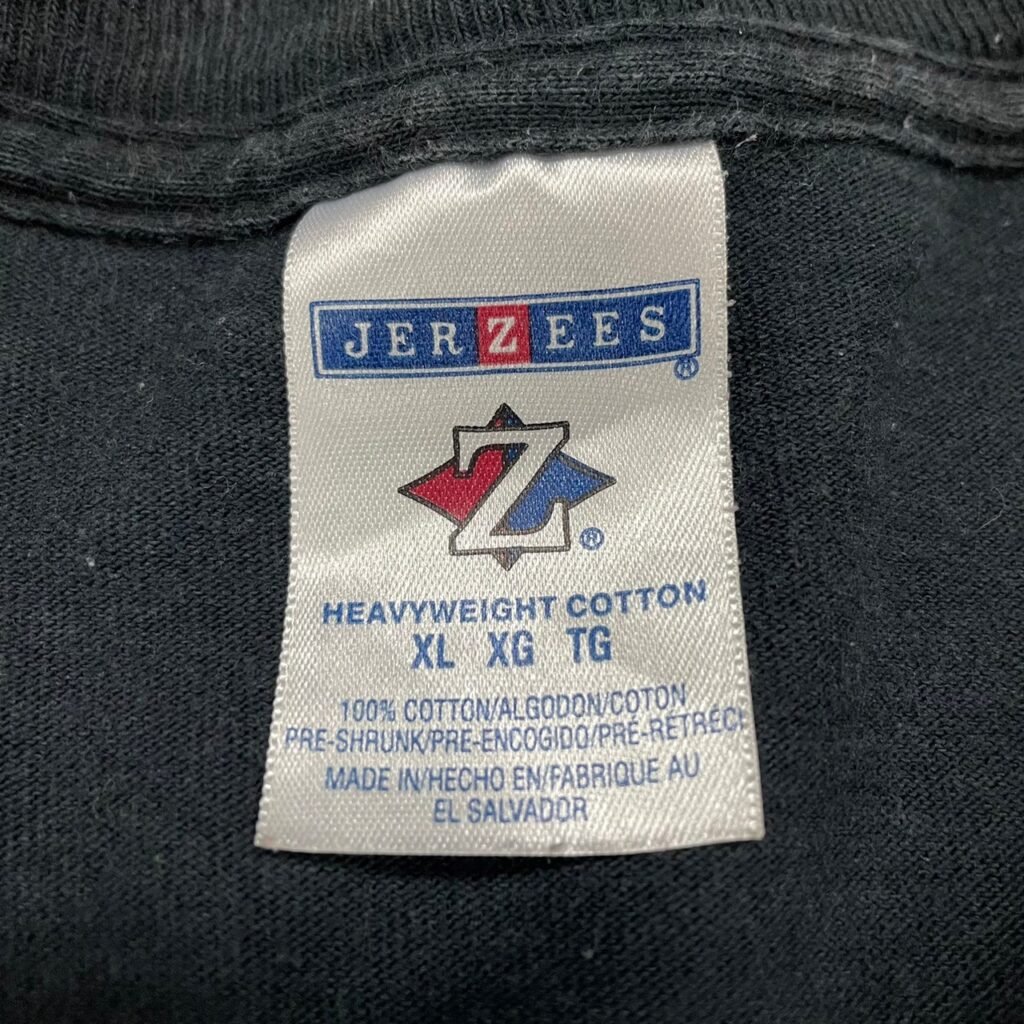 JERZEES®
Z®
HEAVYWEIGHT COTTON
XL XG TG
100% COTTON/ALGODON/COTON
PRE-SHRUNK/PRE-ENCOGIDO/PRÉ-RÉTRÉCI
MADE IN/HECHO EN/FABRIQUE AU
EL SALVADOR